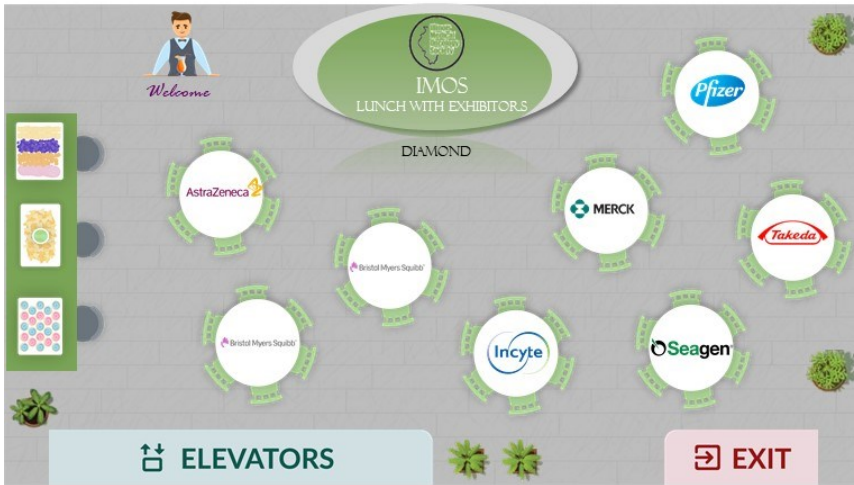 Welcome
IMOS
LUNCH WITH EXHIBITORS
DIAMOND
Pfizer
AstraZeneca
MERCK
Takeda
Bristol Myers Squibb
Bristol Myers Squibb
Incyte
Seagen
ELEVATORS
EXIT